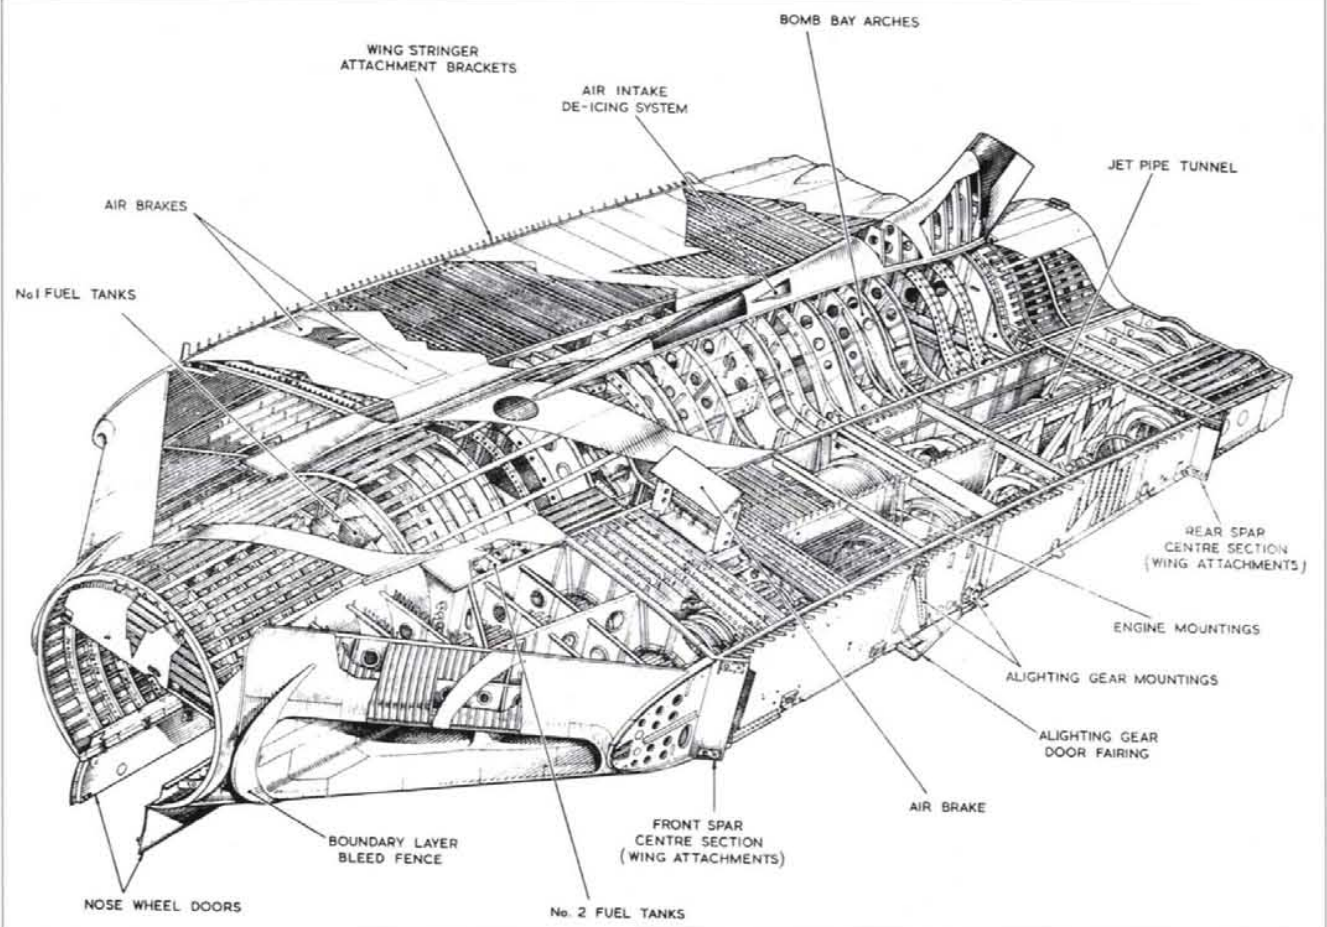 BOMB BAY ARCHES
WING STRINGER
ATTACHMENT BRACKETS
AIR INTAKE
DE-ICING SYSTEM
JET PIPE TUNNEL
AIR BRAKES
No1 FUEL TANKS
REAR SPAR
CENTRE SECTION
(WING ATTACHMENTS)
ENGINE MOUNTINGS
ALIGHTING GEAR MOUNTINGS
ALIGHTING GEAR
DOOR FAIRING
AIR BRAKE
FRONT SPAR
CENTRE SECTION
(WING ATTACHMENTS)
BOUNDARY LAYER
BLEED FENCE
NOSE WHEEL DOORS
No. 2 FUEL TANKS